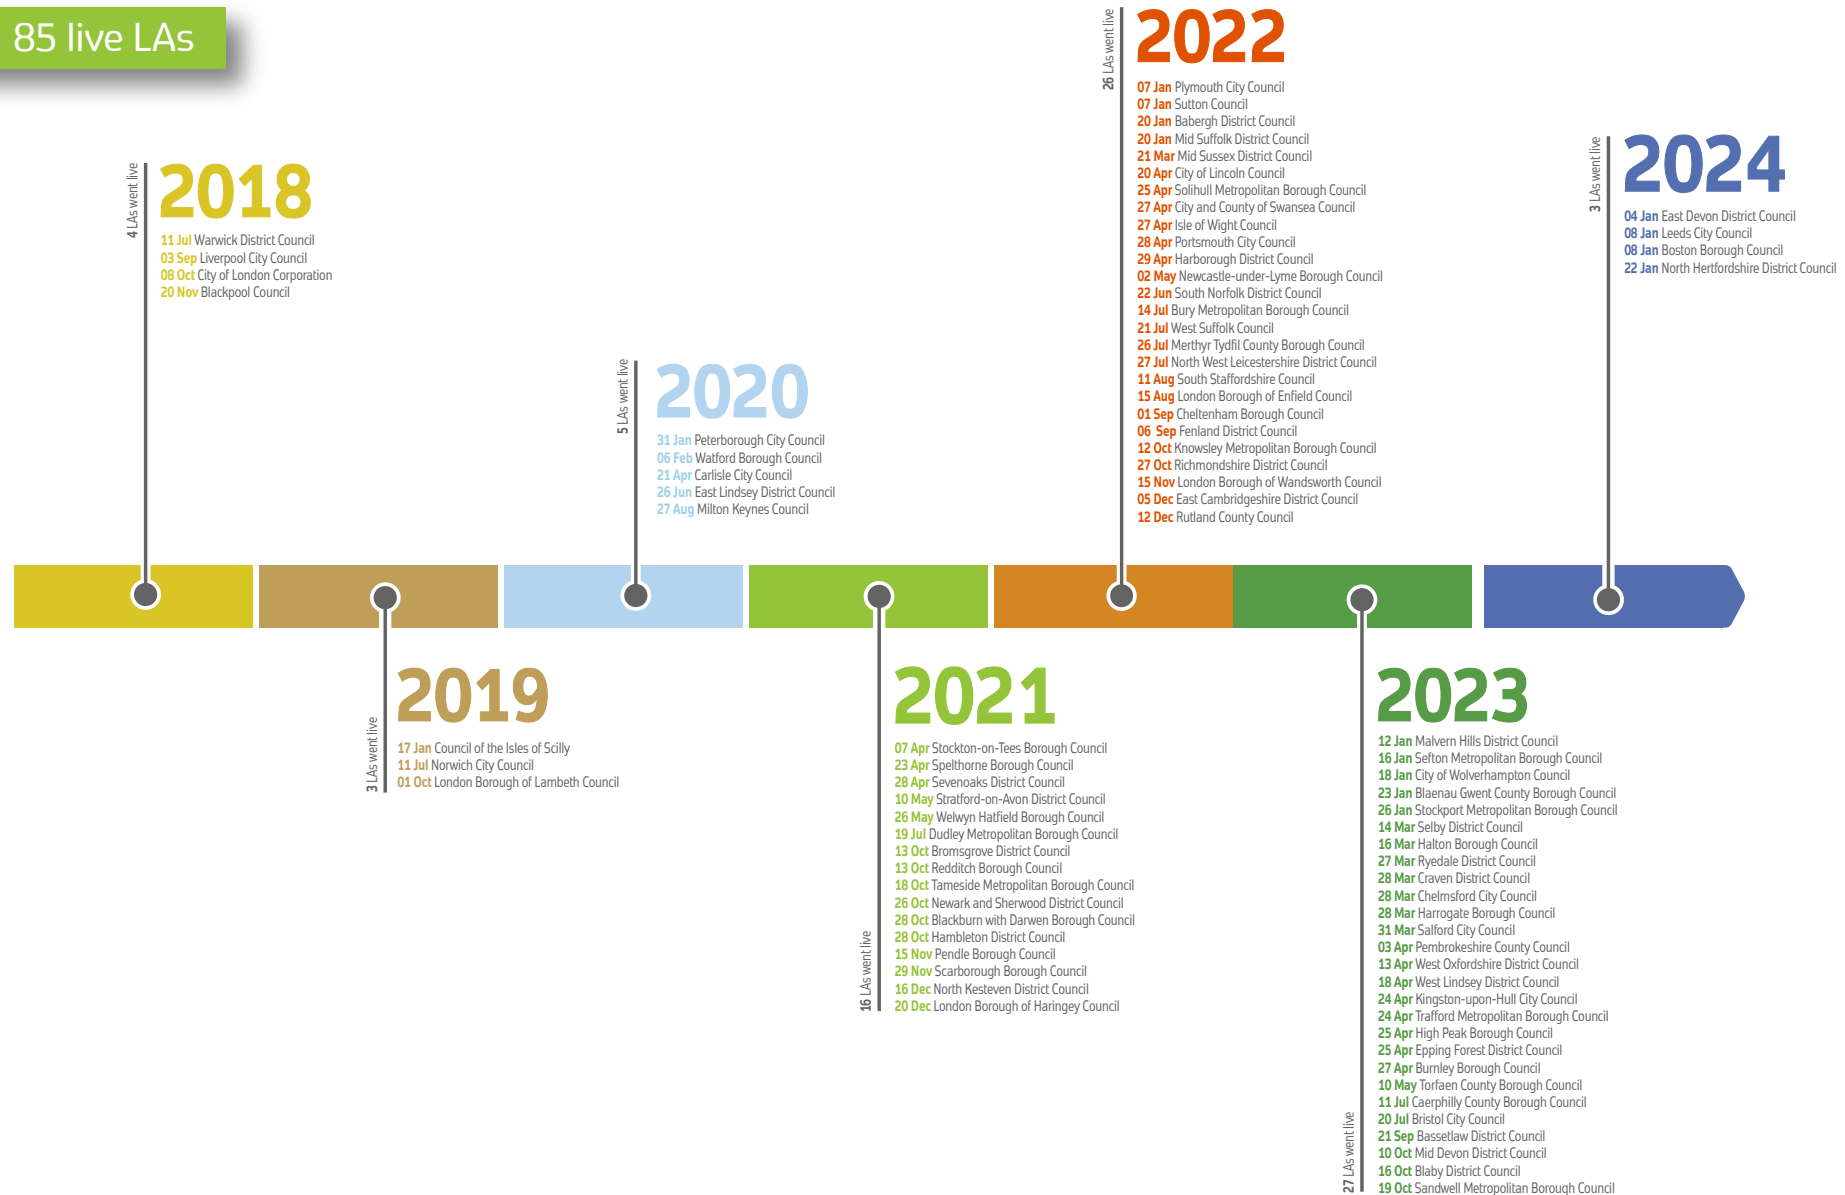 85 live LAs
4 LAs went live
2018
11 Jul Warwick District Council
03 Sep Liverpool City Council
08 Oct City of London Corporation
20 Nov Blackpool Council
3 LAs went live
2019
17 Jan Council of the Isles of Scilly
11 Jul Norwich City Council
01 Oct London Borough of Lambeth Council
5 LAs went live
2020
31 Jan Peterborough City Council
06 Feb Watford Borough Council
21 Apr Carlisle City Council
26 Jun East Lindsey District Council
27 Aug Milton Keynes Council
16 LAs went live
2021
07 Apr Stockton-on-Tees Borough Council
23 Apr Spelthorne Borough Council
28 Apr Sevenoaks District Council
10 May Stratford-on-Avon District Council
26 May Welwyn Hatfield Borough Council
19 Jul Dudley Metropolitan Borough Council
13 Oct Bromsgrove District Council
13 Oct Redditch Borough Council
18 Oct Tameside Metropolitan Borough Council
26 Oct Newark and Sherwood District Council
28 Oct Blackburn with Darwen Borough Council
28 Oct Hambleton District Council
15 Nov Pendle Borough Council
29 Nov Scarborough Borough Council
16 Dec North Kesteven District Council
20 Dec London Borough of Haringey Council
26 LAs went live
2022
07 Jan Plymouth City Council
07 Jan Sutton Council
20 Jan Babergh District Council
20 Jan Mid Suffolk District Council
21 Mar Mid Sussex District Council
20 Apr City of Lincoln Council
25 Apr Solihull Metropolitan Borough Council
27 Apr City and County of Swansea Council
27 Apr Isle of Wight Council
28 Apr Portsmouth City Council
29 Apr Harborough District Council
02 May Newcastle-under-Lyme Borough Council
22 Jun South Norfolk District Council
14 Jul Bury Metropolitan Borough Council
21 Jul West Suffolk Council
26 Jul Merthyr Tydfil County Borough Council
27 Jul North West Leicestershire District Council
11 Aug South Staffordshire Council
15 Aug London Borough of Enfield Council
01 Sep Cheltenham Borough Council
06 Sep Fenland District Council
12 Oct Knowsley Metropolitan Borough Council
27 Oct Richmondshire District Council
15 Nov London Borough of Wandsworth Council
05 Dec East Cambridgeshire District Council
12 Dec Rutland County Council
27 LAs went live
2023
12 Jan Malvern Hills District Council
16 Jan Sefton Metropolitan Borough Council
18 Jan City of Wolverhampton Council
23 Jan Blaenau Gwent County Borough Council
26 Jan Stockport Metropolitan Borough Council
14 Mar Selby District Council
16 Mar Halton Borough Council
27 Mar Ryedale District Council
28 Mar Craven District Council
28 Mar Chelmsford City Council
28 Mar Harrogate Borough Council
31 Mar Salford City Council
03 Apr Pembrokeshire County Council
13 Apr West Oxfordshire District Council
18 Apr West Lindsey District Council
24 Apr Kingston-upon-Hull City Council
24 Apr Trafford Metropolitan Borough Council
25 Apr High Peak Borough Council
25 Apr Epping Forest District Council
27 Apr Burnley Borough Council
10 May Torfaen County Borough Council
11 Jul Caerphilly County Borough Council
20 Jul Bristol City Council
21 Sep Bassetlaw District Council
10 Oct Mid Devon District Council
16 Oct Blaby District Council
19 Oct Sandwell Metropolitan Borough Council
3 LAs went live
2024
04 Jan East Devon District Council
08 Jan Leeds City Council
08 Jan Boston Borough Council
22 Jan North Hertfordshire District Council